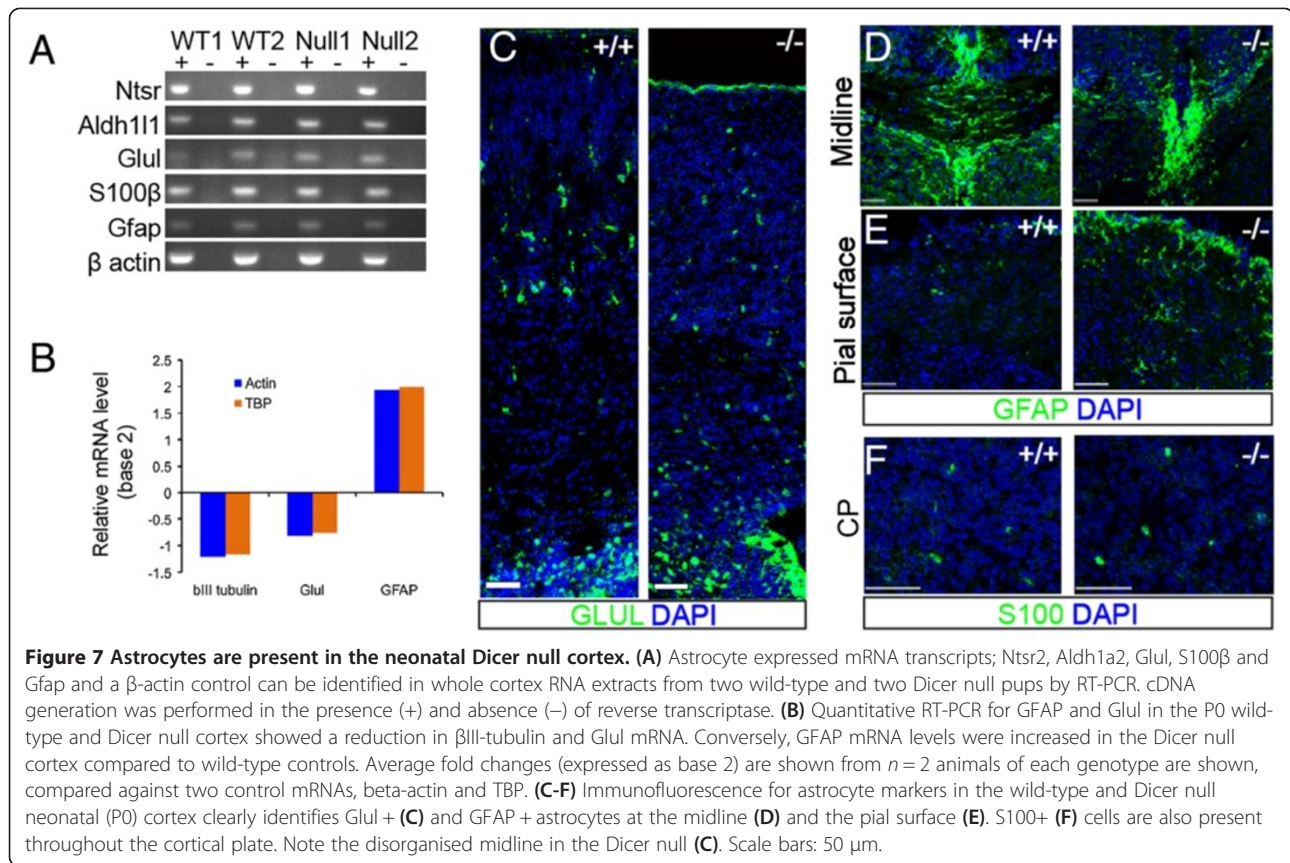 A
WT1 WT2 Null1 Null2
+ - + - + - + -
Ntsr
Aldh1l1
Glul
S100β
Gfap
β actin
B
Relative mRNA level
(base 2)
2.5
2
1.5
1
0.5
0
-0.5
-1
-1.5
Actin
TBP
bIII tubulin Glul GFAP
C
+/+ -/-
GLUL DAPI
D
Midline
+/+ -/-
E
Pial surface
+/+ -/-
GFAP DAPI
F
CP
+/+ -/-
S100 DAPI
Figure 7 Astrocytes are present in the neonatal Dicer null cortex. (A) Astrocyte expressed mRNA transcripts; Ntsr2, Aldh1a2, Glul, S100β and
Gfap and a β-actin control can be identified in whole cortex RNA extracts from two wild-type and two Dicer null pups by RT-PCR. cDNA
generation was performed in the presence (+) and absence (−) of reverse transcriptase. (B) Quantitative RT-PCR for GFAP and Glul in the P0 wild-
type and Dicer null cortex showed a reduction in βIII-tubulin and Glul mRNA. Conversely, GFAP mRNA levels were increased in the Dicer null
cortex compared to wild-type controls. Average fold changes (expressed as base 2) are shown from n = 2 animals of each genotype are shown,
compared against two control mRNAs, beta-actin and TBP. (C-F) Immunofluorescence for astrocyte markers in the wild-type and Dicer null
neonatal (P0) cortex clearly identifies Glul + (C) and GFAP + astrocytes at the midline (D) and the pial surface (E). S100+ (F) cells are also present
throughout the cortical plate. Note the disorganised midline in the Dicer null (C). Scale bars: 50 μm.